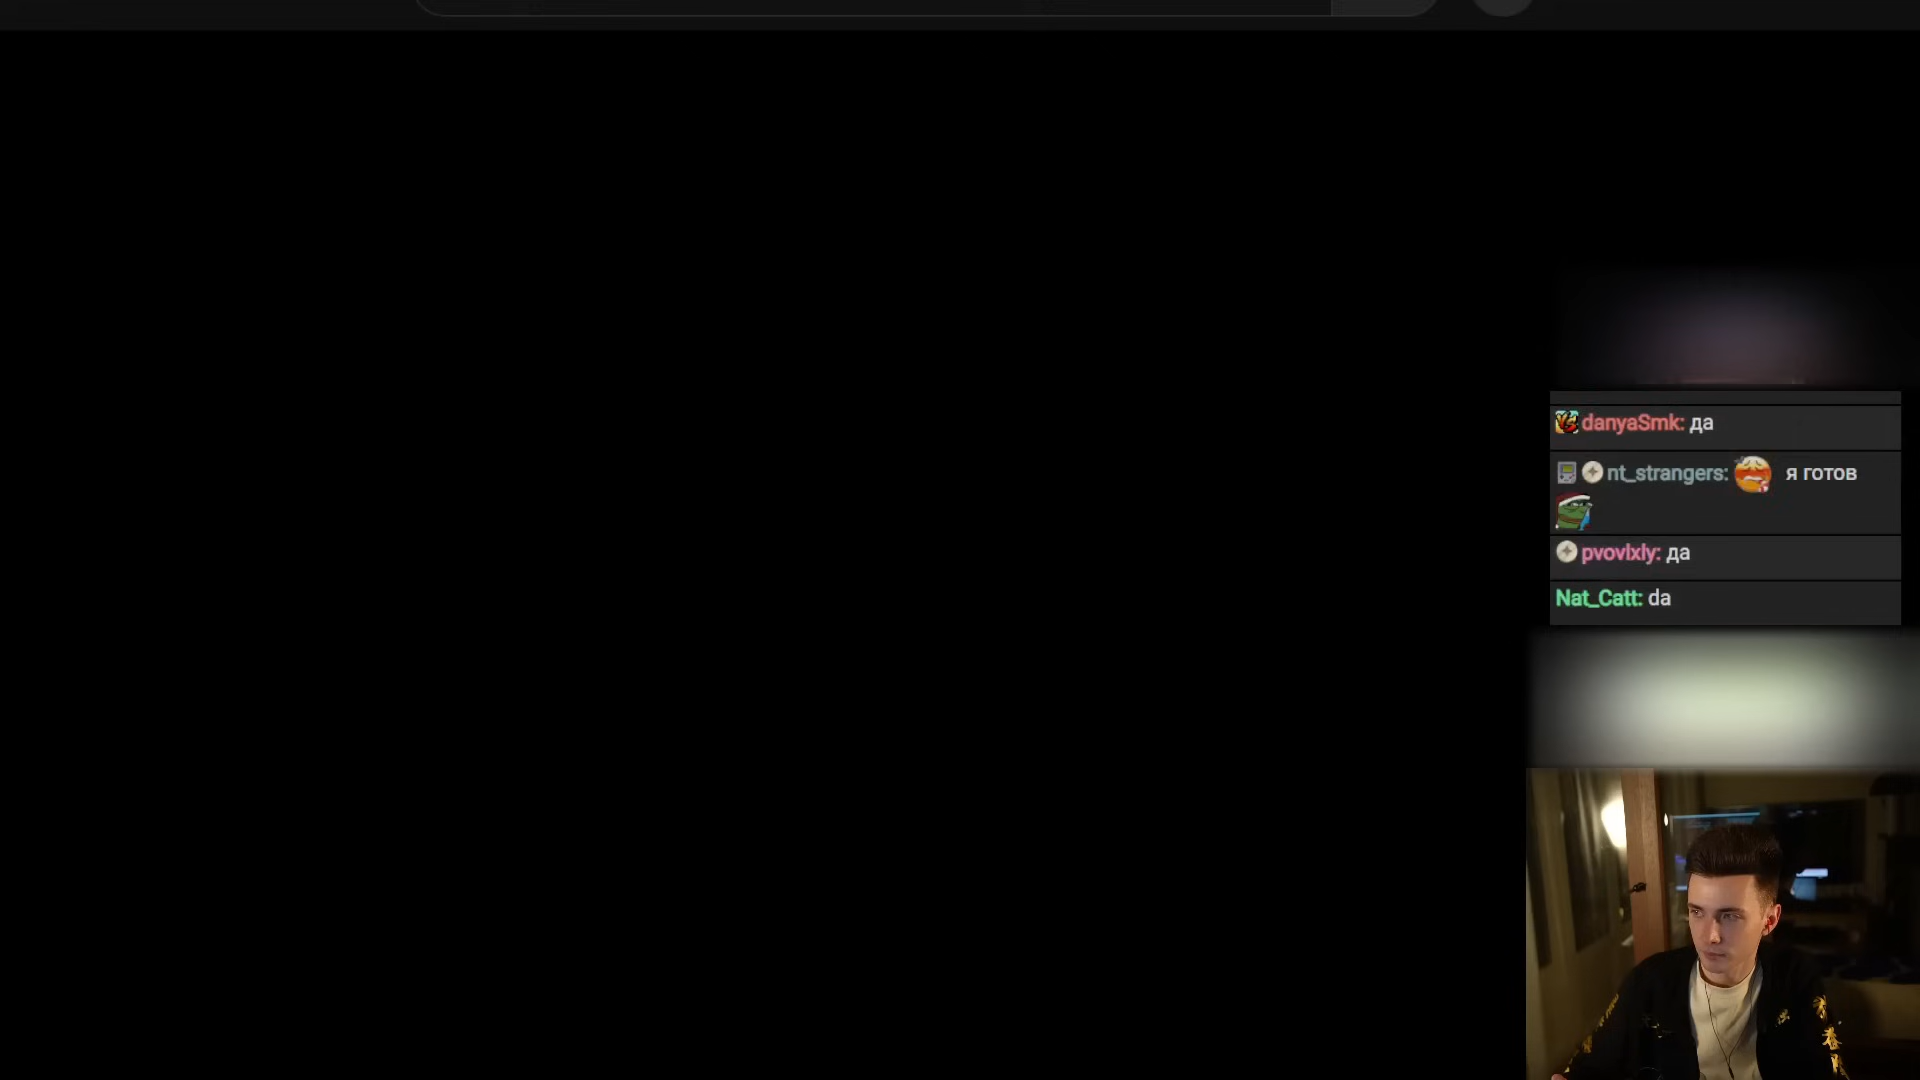 danyaSmk: да
nt_strangers: я готов
pvovlxly: да
Nat_Catt: da